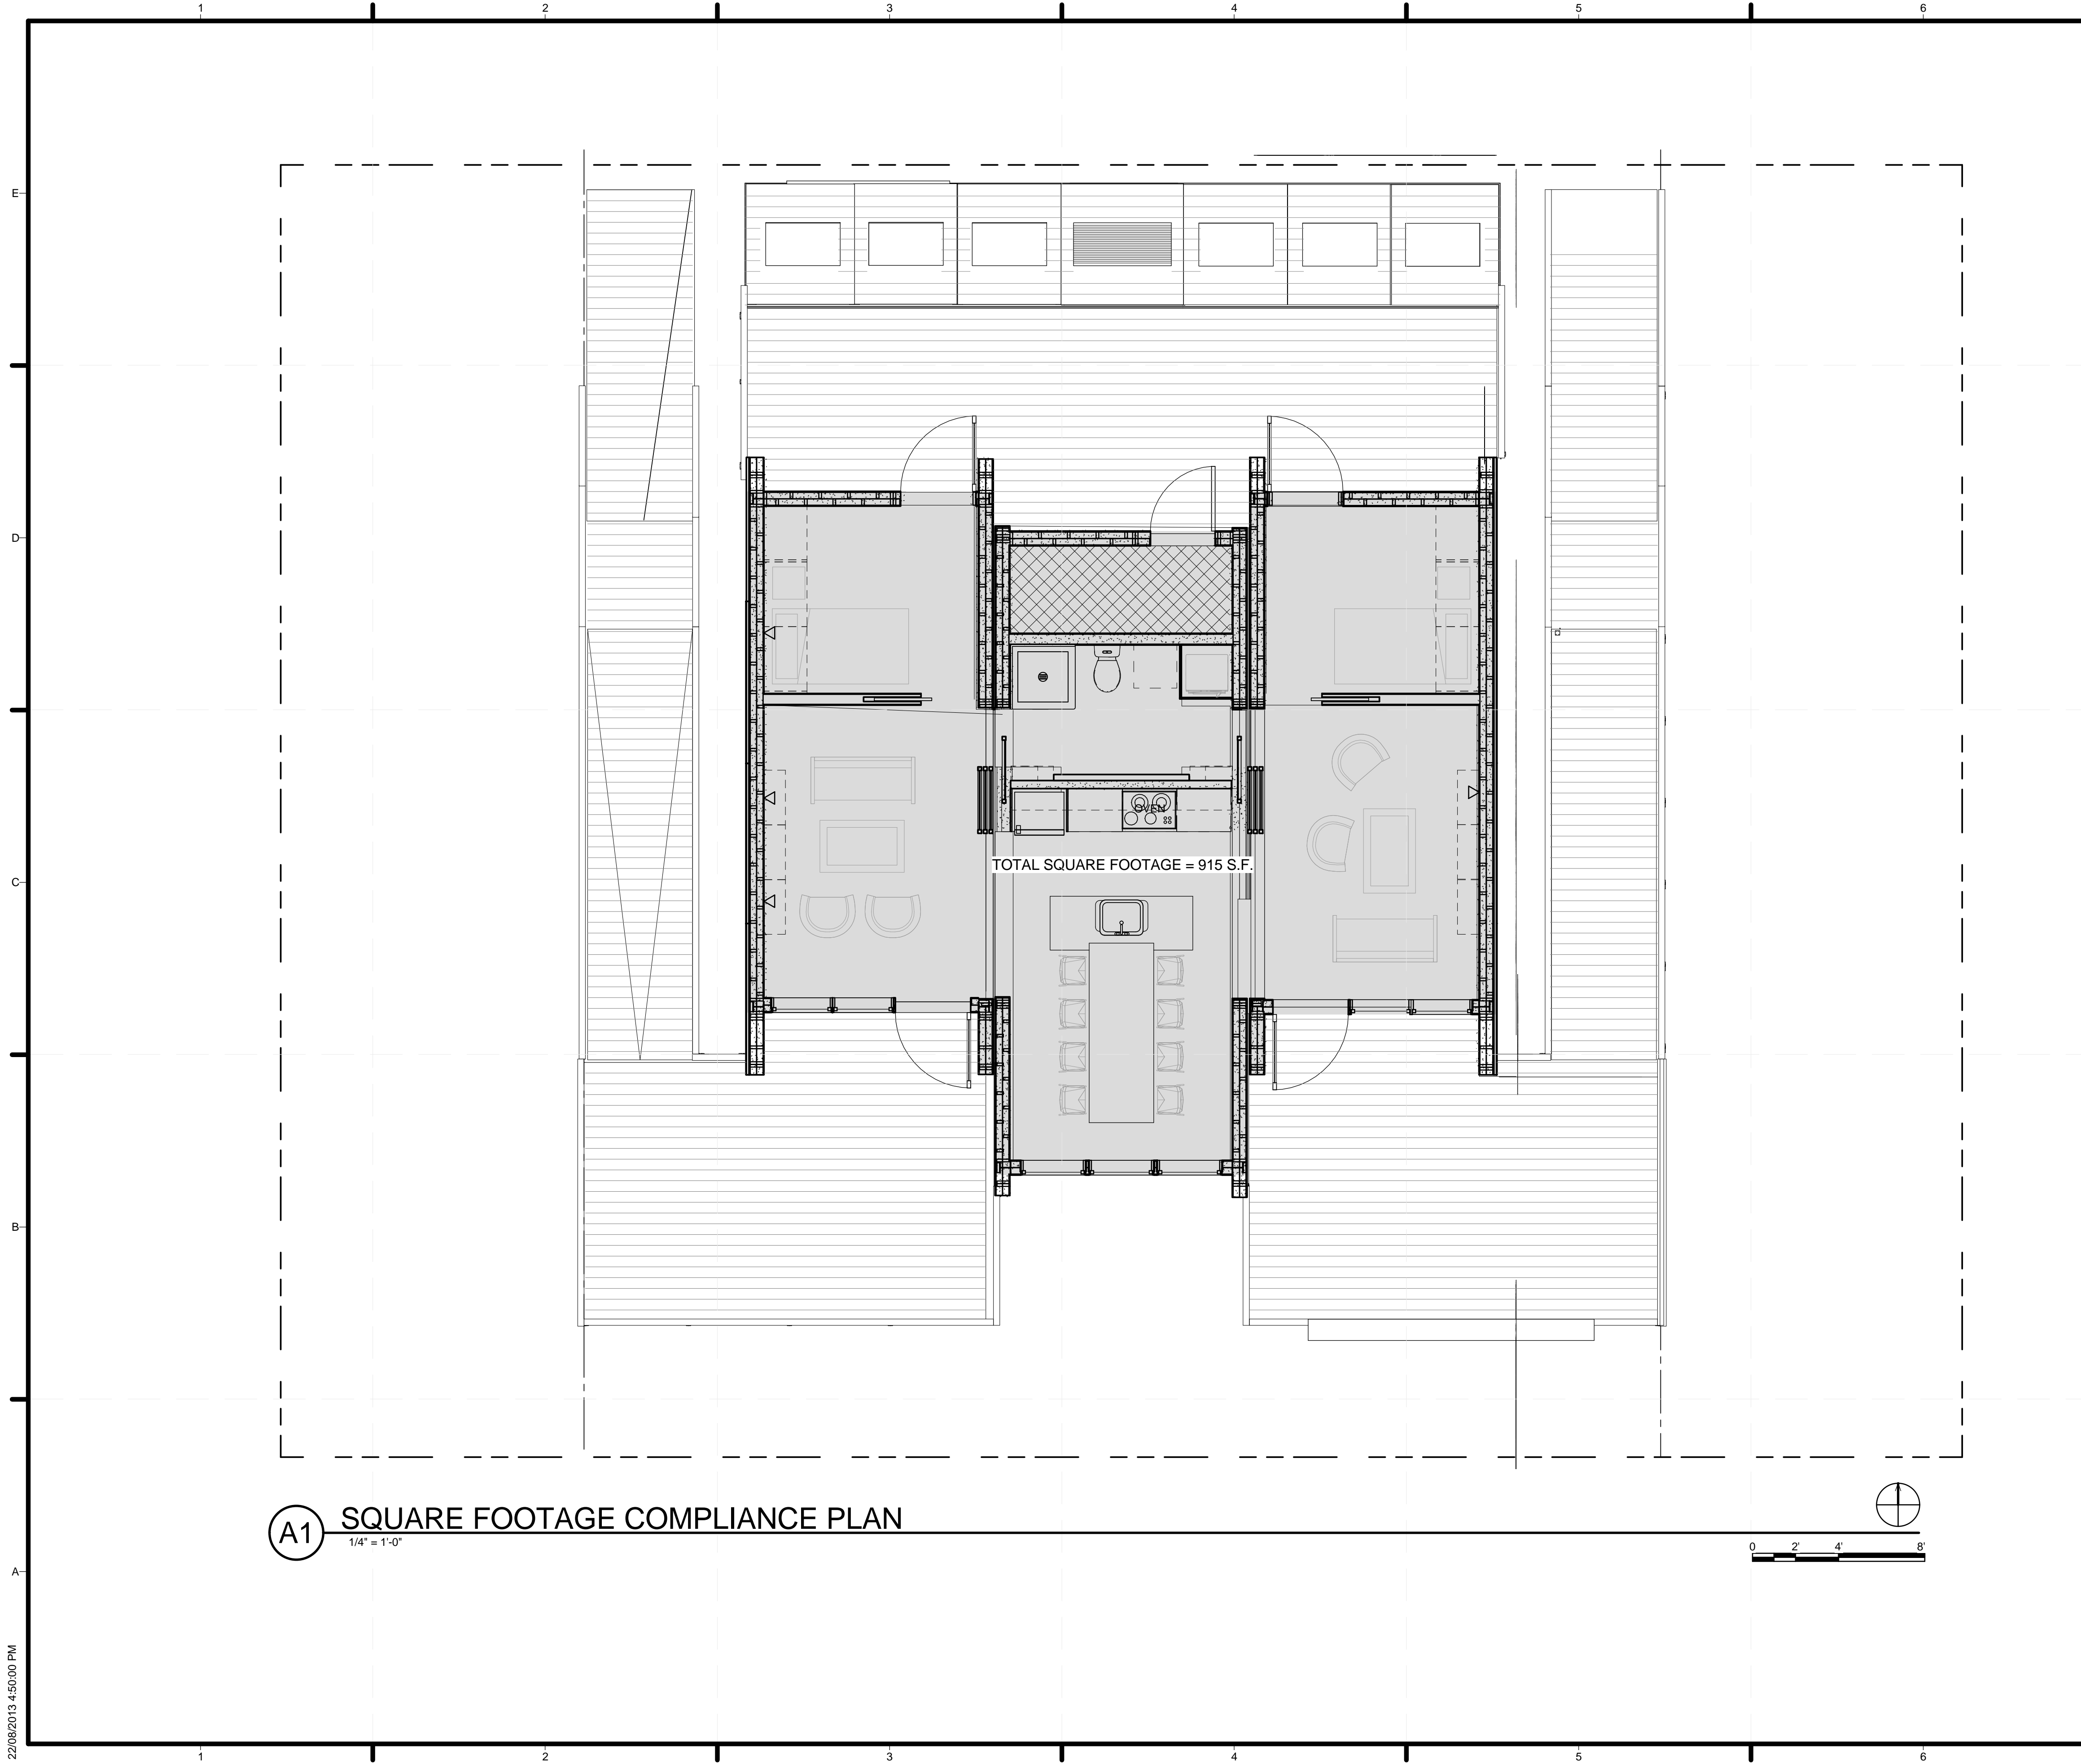 1 2 3 4 5 6
E
D
OVEN
TOTAL SQUARE FOOTAGE = 915 S.F.
C
B
A1 SQUARE FOOTAGE COMPLIANCE PLAN
1/4" = 1'-0"
0 2' 4' 8'
A
22/08/2013 4:50:00 PM
1 2 3 4 5 6